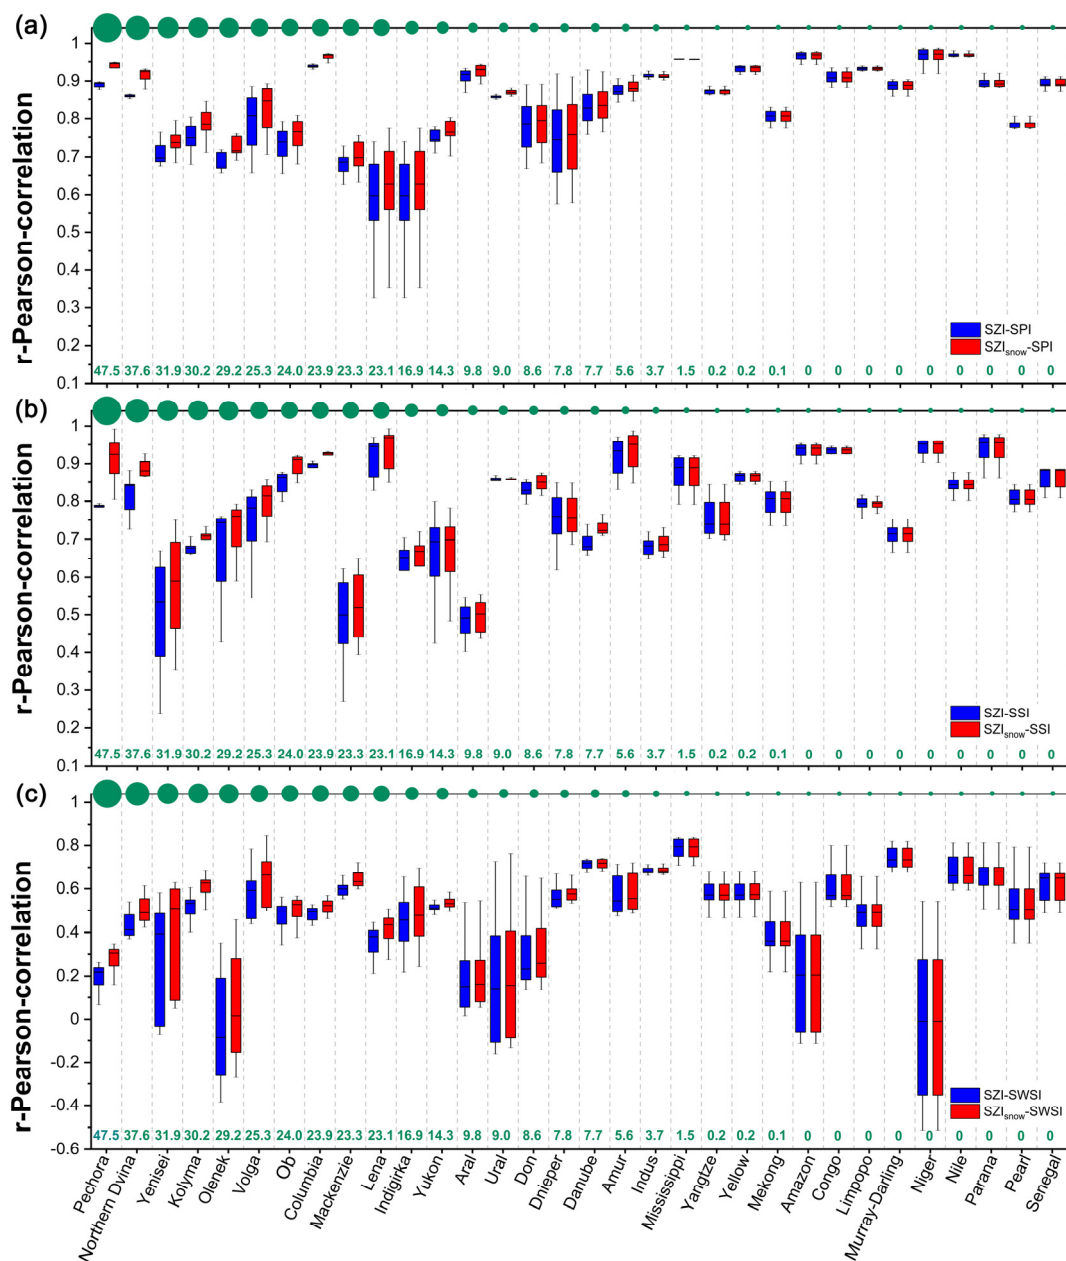 (a)
r-Pearson-correlation
1
0.9
0.8
0.7
0.6
0.5
0.4
0.3
0.2
0.1
SZI-SPI
SZIsnow-SPI
47.5 37.6 31.9 30.2 29.2 25.3 24.0 23.9 23.3 23.1 16.9 14.3 9.8 9.0 8.6 7.8 7.7 5.6 3.7 1.5 0.2 0.2 0.1 0 0 0 0 0 0 0 0 0
(b)
r-Pearson-correlation
1
0.9
0.8
0.7
0.6
0.5
0.4
0.3
0.2
0.1
SZI-SSI
SZIsnow-SSI
47.5 37.6 31.9 30.2 29.2 25.3 24.0 23.9 23.3 23.1 16.9 14.3 9.8 9.0 8.6 7.8 7.7 5.6 3.7 1.5 0.2 0.2 0.1 0 0 0 0 0 0 0 0 0
(c)
r-Pearson-correlation
1
0.8
0.6
0.4
0.2
0
-0.2
-0.4
-0.6
SZI-SWSI
SZIsnow-SWSI
47.5 37.6 31.9 30.2 29.2 25.3 24.0 23.9 23.3 23.1 16.9 14.3 9.8 9.0 8.6 7.8 7.7 5.6 3.7 1.5 0.2 0.2 0.1 0 0 0 0 0 0 0 0 0
Pechora
Northern Dvina
Yenisei
Kolyma
Olenek
Volga
Ob
Columbia
Mackenzie
Lena
Indigirka
Yukon
Aral
Ural
Don
Dnieper
Danube
Amur
Indus
Mississippi
Yangtze
Yellow
Mekong
Amazon
Congo
Limpopo
Murray-Darling
Niger
Nile
Parana
Pearl
Senegal